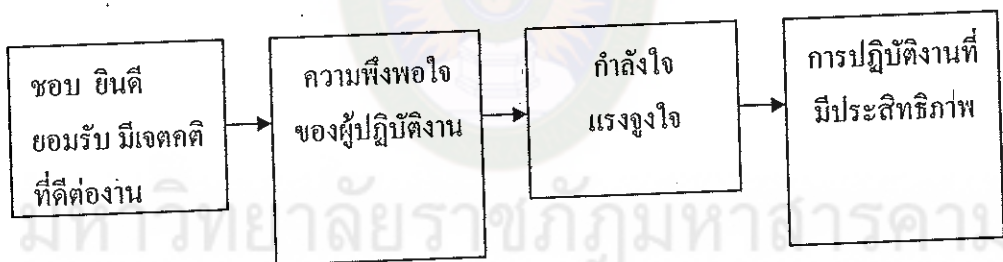 ชอบ ยินดี
ยอมรับ มีเจตคติ
ที่ดีต่องาน
ความพึงพอใจ
ของผู้ปฏิบัติงาน
กำลังใจ
แรงจูงใจ
การปฏิบัติงานที่
มีประสิทธิภาพ
มหาวิทยาลัยราชภัฏมหาสารคาม